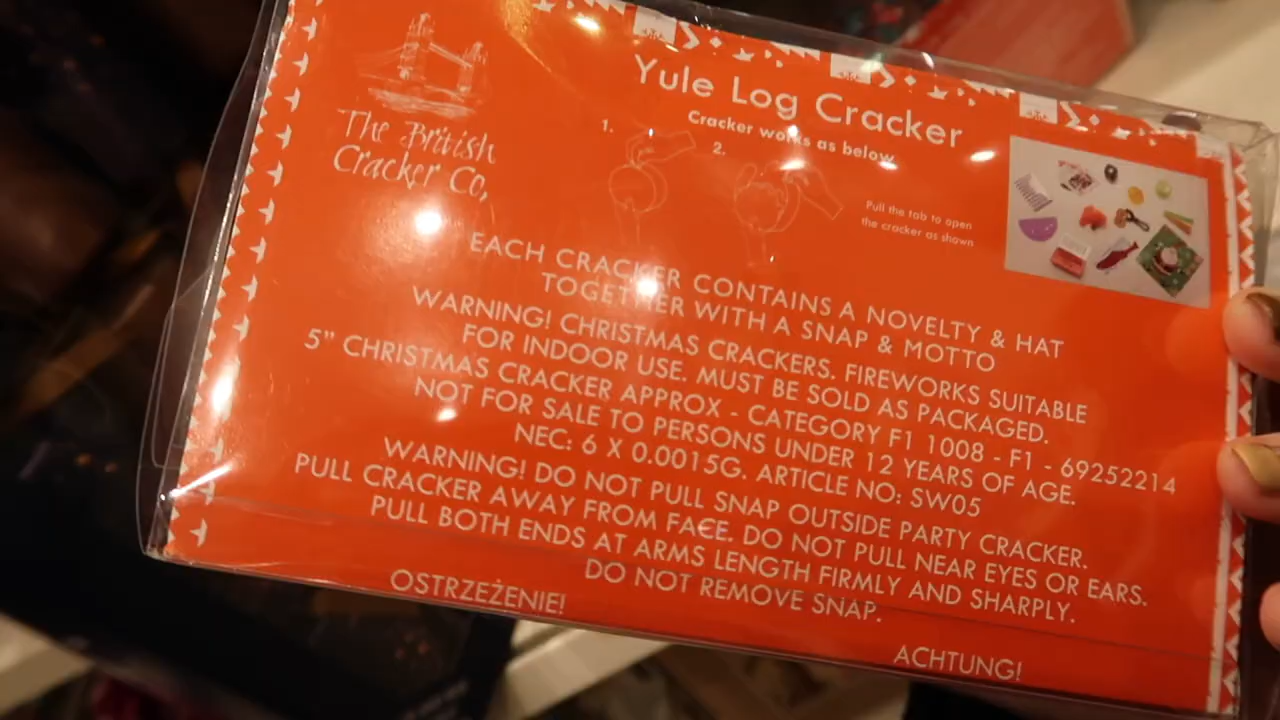 The British
Cracker Co,
Yule Log Cracker
Cracker works as below
1.
2.
Pull the tab to open
the cracker as shown
EACH CRACKER CONTAINS A NOVELTY & HAT
TOGETHER WITH A SNAP & MOTTO
WARNING! CHRISTMAS CRACKERS. FIREWORKS SUITABLE
FOR INDOOR USE. MUST BE SOLD AS PACKAGED.
5” CHRISTMAS CRACKER APPROX - CATEGORY F1 1008 - F1 - 69252214
NOT FOR SALE TO PERSONS UNDER 12 YEARS OF AGE.
NEC: 6 X 0.0015G. ARTICLE NO: SW05
WARNING! DO NOT PULL SNAP OUTSIDE PARTY CRACKER.
PULL CRACKER AWAY FROM FACE. DO NOT PULL NEAR EYES OR EARS.
PULL BOTH ENDS AT ARMS LENGTH FIRMLY AND SHARPLY.
DO NOT REMOVE SNAP.
OSTRZEŻENIE!
ACHTUNG!